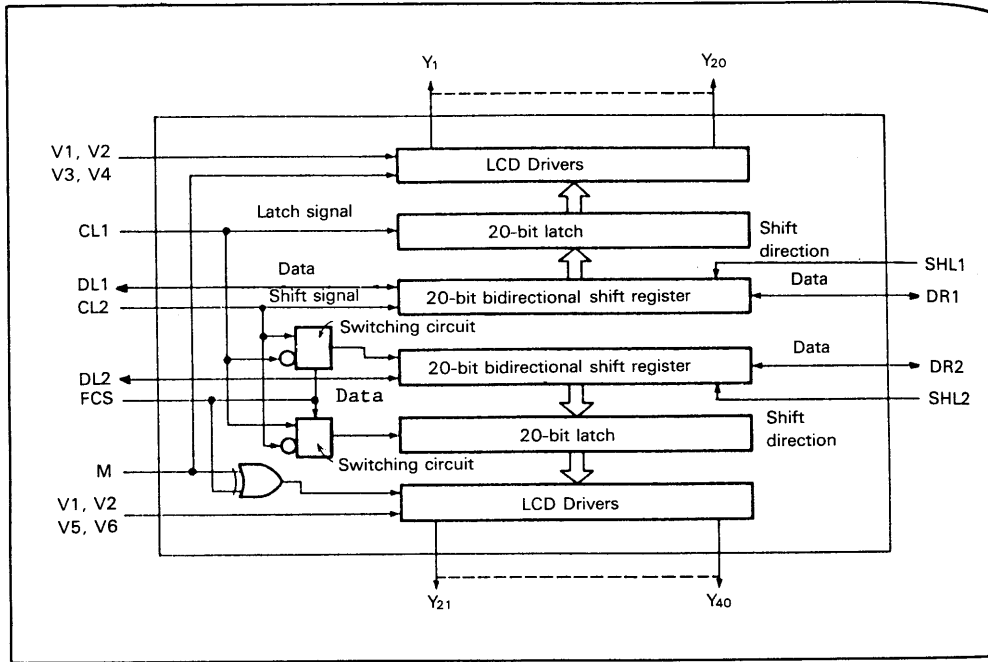 Y1
Y20
V1, V2
V3, V4
LCD Drivers
Latch signal
CL1
20-bit latch
Shift
direction
SHL1
Data
DL1
Data
DR1
Shift signal
CL2
20-bit bidirectional shift register
Switching circuit
20-bit bidirectional shift register
Data
DR2
DL2
FCS
Data
SHL2
20-bit latch
Shift
direction
Switching circuit
M
V1, V2
V5, V6
LCD Drivers
Y21
Y40